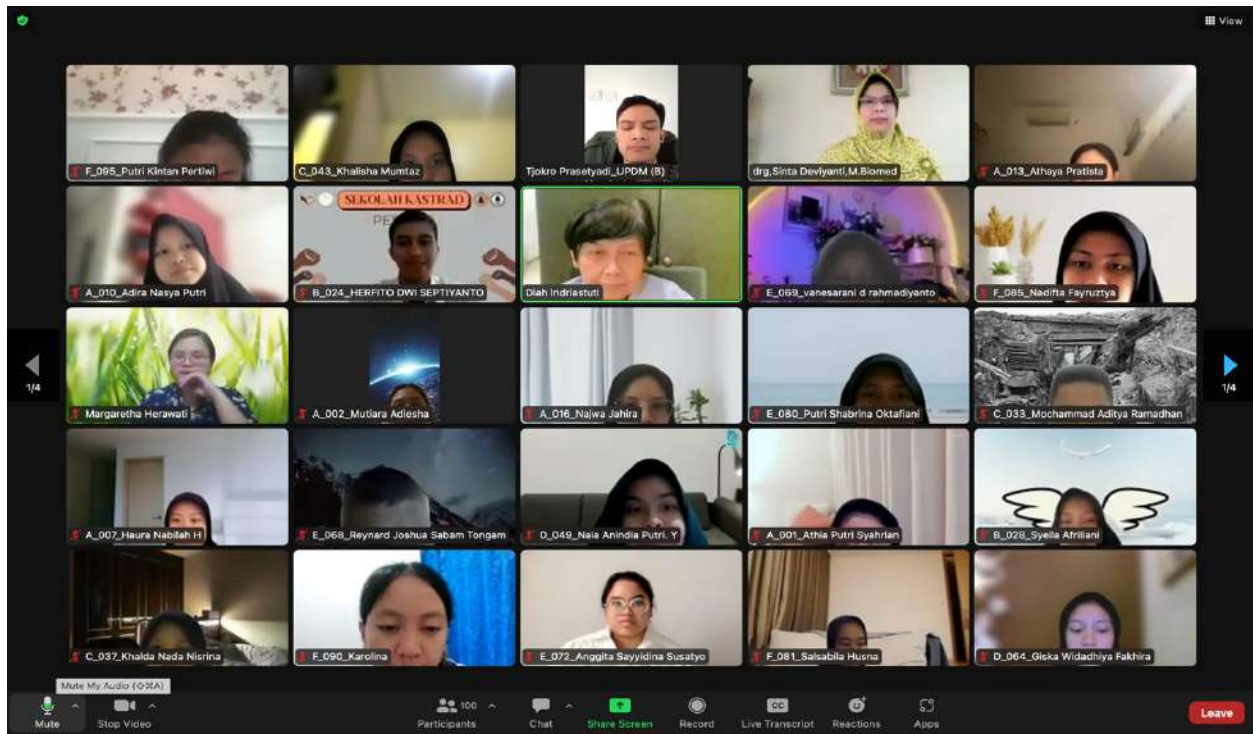 View
F_095_Putri Kintan Pertiwi
C_043_Khalisha Mumtaz
Tjokro Prasetyadi_UPDM (B)
drg,Sinta Deviyanti,M.Biomed
A_013_Athaya Pratista
A_010_Adira Nasya Putri
SEKOLAH KASTRAD
B_024_HERFITO DWI SEPTIYANTO
Diah Indriastuti
E_069_vanesarani d rahmadiyanto
F_085_Nadifta Fayruztya
1/4
Margaretha Herawati
A_002_Mutiara Adiesha
A_016_Najwa Jahira
E_080_Putri Shabrina Oktafiani
C_033_Mochammad Aditya Ramadhan
1/4
A_007_Haura Nabilah H
E_068_Reynard Joshua Sabam Tongam
D_049_Naia Anindia Putri. Y
A_001_Athia Putri Syahrian
B_028_Syeila Afriliani
C_037_Khalda Nada Nisrina
F_090_Karolina
E_072_Anggita Sayyidina Susatyo
F_081_Salsabila Husna
D_064_Giska Widadhiya Fakhira
Mute My Audio (⇧⌘A)
Mute
Stop Video
Participants
100
Chat
Share Screen
Record
CC
Live Transcript
Reactions
Apps
Leave